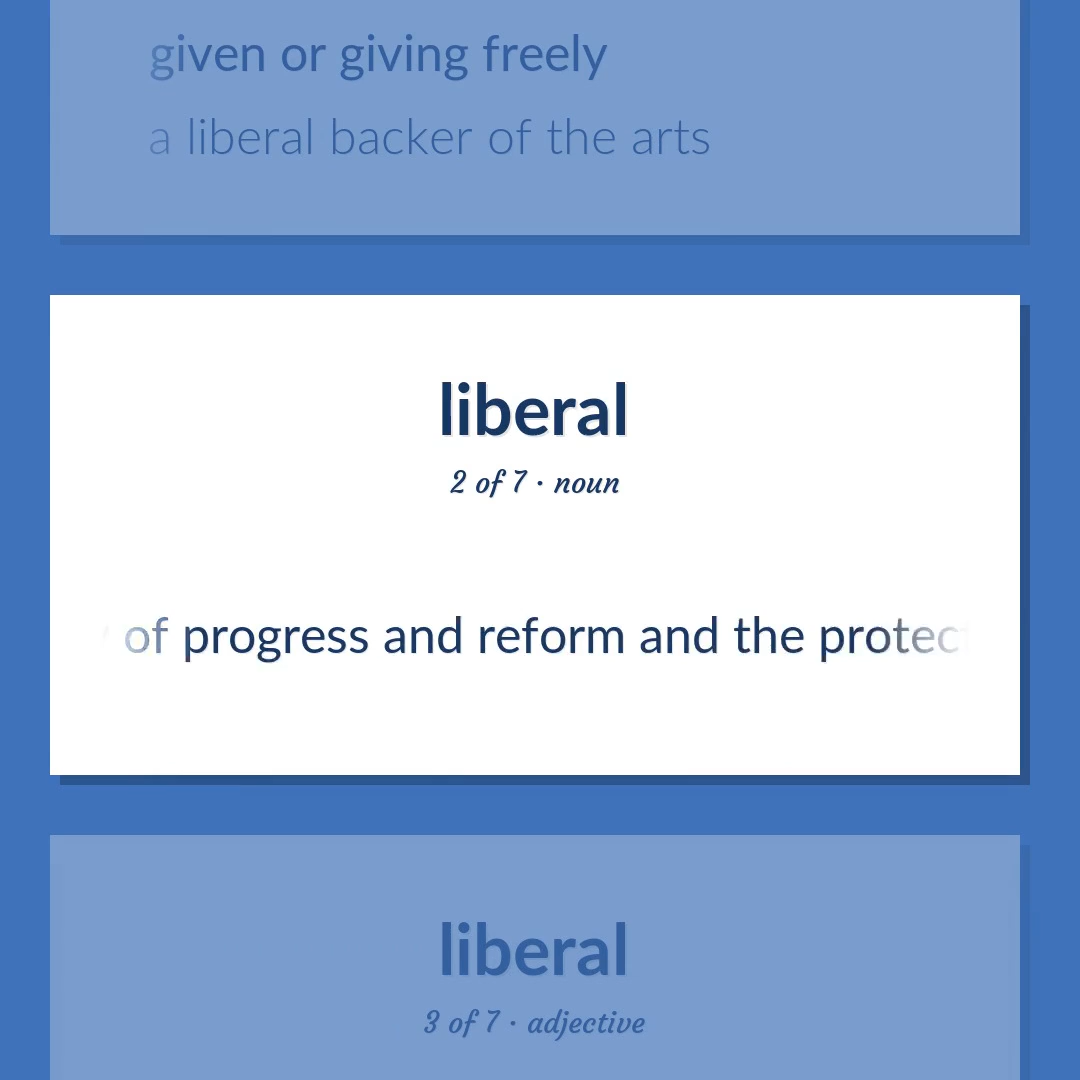 given or giving freely
a liberal backer of the arts
liberal
2 of 7 · noun
of progress and reform and the protec
liberal
3 of 7 · adjective